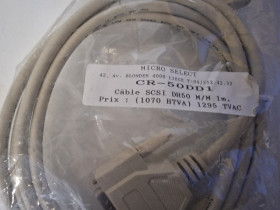 MICRO SELECT
CR-50DD1
Câble SCSI DB50 M/M 1m.
Prix : (1070 HTVA) 1295 TVAC